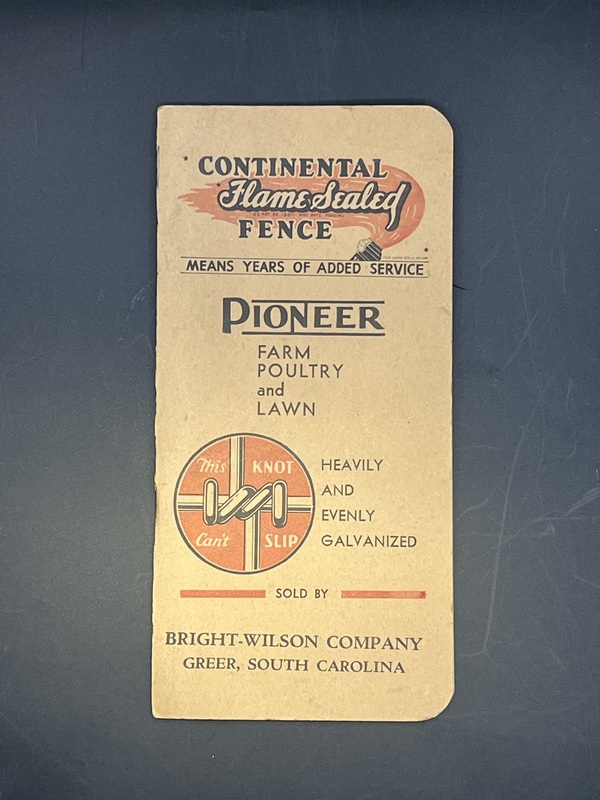 CONTINENTAL
Flame-Sealed
FENCE
MEANS YEARS OF ADDED SERVICE
PIONEER
FARM
POULTRY
and
LAWN
This KNOT
Can't SLIP
HEAVILY
AND
EVENLY
GALVANIZED
SOLD BY
BRIGHT-WILSON COMPANY
GREER, SOUTH CAROLINA